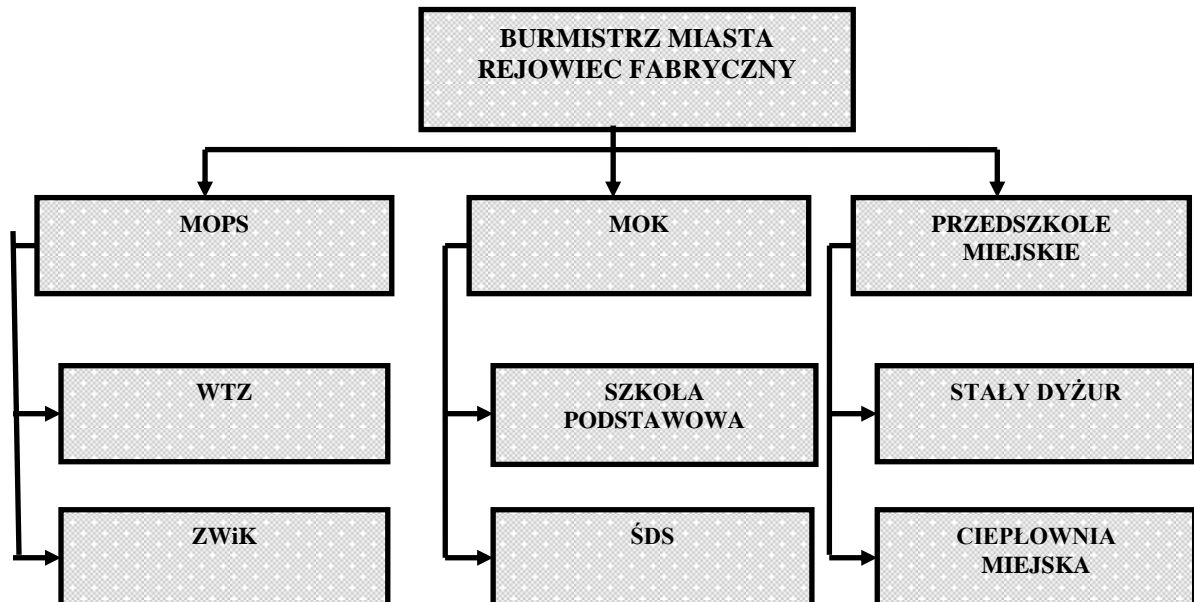 BURMISTRZ MIASTA
REJOWIEC FABRYCZNY
MOPS
MOK
PRZEDSZKOLE
MIEJSKIE
WTZ
SZKOŁA
PODSTAWOWA
STAŁY DYŻUR
ZWiK
ŚDS
CIEPŁOWNIA
MIEJSKA